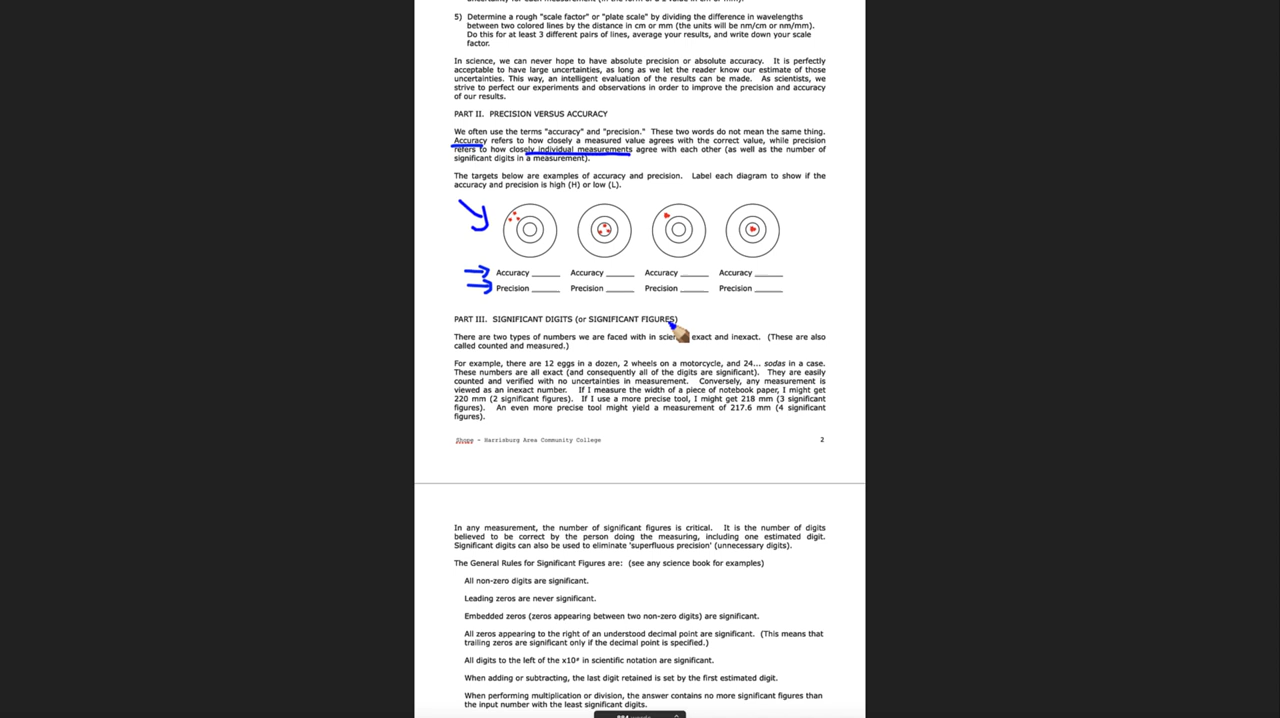 5) Determine a rough "scale factor" or "plate scale" by dividing the difference in wavelengths
between two colored lines by the distance in cm or mm (the units will be nm/cm or nm/mm).
Do this for at least 3 different pairs of lines, average your results, and write down your scale
factor.
In science, we can never hope to have absolute precision or absolute accuracy. It is perfectly
acceptable to have large uncertainties, as long as we let the reader know our estimate of those
uncertainties. This way, an intelligent evaluation of the results can be made. As scientists, we
strive to perfect our experiments and observations in order to improve the precision and accuracy
of our results.
PART II. PRECISION VERSUS ACCURACY
We often use the terms "accuracy" and "precision." These two words do not mean the same thing.
Accuracy refers to how closely a measured value agrees with the correct value, while precision
refers to how closely individual measurements agree with each other (as well as the number of
significant digits in a measurement).
The targets below are examples of accuracy and precision. Label each diagram to show if the
accuracy and precision is high (H) or low (L).
Accuracy ______ Accuracy ______ Accuracy ______ Accuracy ______
Precision ______ Precision ______ Precision ______ Precision ______
PART III. SIGNIFICANT DIGITS (or SIGNIFICANT FIGURES)
There are two types of numbers we are faced with in scien exact and inexact. (These are also
called counted and measured.)
For example, there are 12 eggs in a dozen, 2 wheels on a motorcycle, and 24... sodas in a case.
These numbers are all exact (and consequently all of the digits are significant). They are easily
counted and verified with no uncertainties in measurement. Conversely, any measurement is
viewed as an inexact number. If I measure the width of a piece of notebook paper, I might get
220 mm (2 significant figures). If I use a more precise tool, I might get 218 mm (3 significant
figures). An even more precise tool might yield a measurement of 217.6 mm (4 significant
figures).
Shope - Harrisburg Area Community College 2
In any measurement, the number of significant figures is critical. It is the number of digits
believed to be correct by the person doing the measuring, including one estimated digit.
Significant digits can also be used to eliminate 'superfluous precision' (unnecessary digits).
The General Rules for Significant Figures are: (see any science book for examples)
All non-zero digits are significant.
Leading zeros are never significant.
Embedded zeros (zeros appearing between two non-zero digits) are significant.
All zeros appearing to the right of an understood decimal point are significant. (This means that
trailing zeros are significant only if the decimal point is specified.)
All digits to the left of the x10ˣ in scientific notation are significant.
When adding or subtracting, the last digit retained is set by the first estimated digit.
When performing multiplication or division, the answer contains no more significant figures than
the input number with the least significant digits.